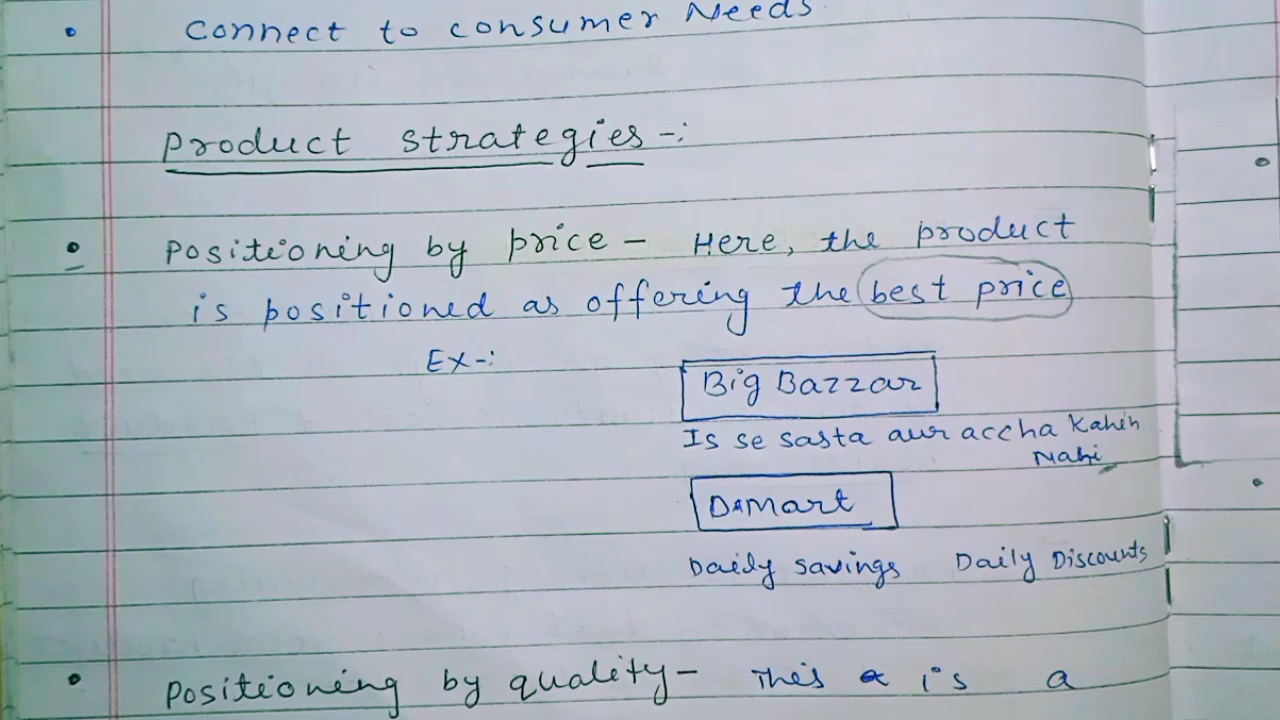 • Connect to consumer Needs
Product strategies -:
• Positioning by price - Here, the product
is positioned as offering the best price
Ex-:
Big Bazzar
Is se sasta aur accha Kahin
Nahi
DMart
Daily savings Daily Discounts
• Positioning by quality - This is a